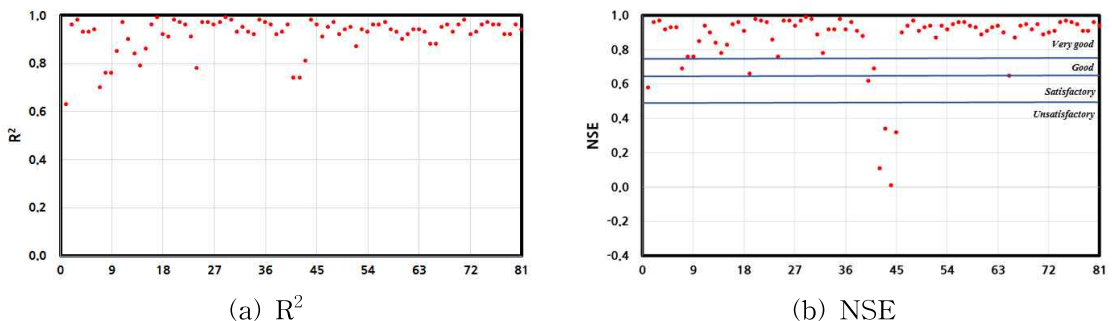 1.0
0.8
0.6
0.4
0.2
0.0
R²
0 9 18 27 36 45 54 63 72 81
(a) R²
1.0
0.8
0.6
0.4
0.2
0.0
-0.4
NSE
Very good
Good
Satisfactory
Unsatisfactory
0 9 18 27 36 45 54 63 72 81
(b) NSE